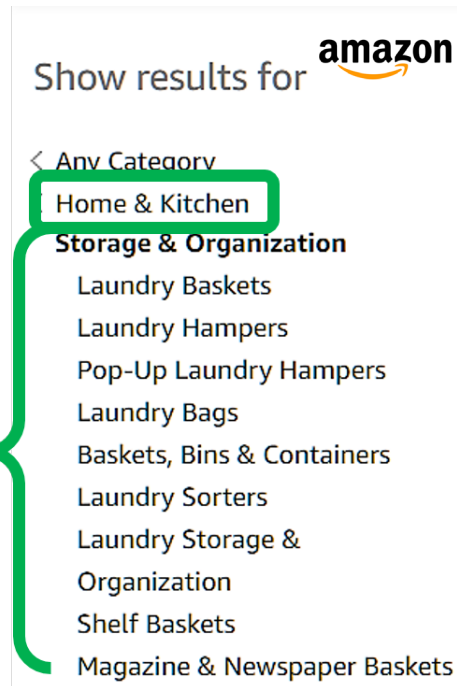 amazon
Show results for
Any Category
Home & Kitchen
Storage & Organization
Laundry Baskets
Laundry Hampers
Pop-Up Laundry Hampers
Laundry Bags
Baskets, Bins & Containers
Laundry Sorters
Laundry Storage &
Organization
Shelf Baskets
Magazine & Newspaper Baskets